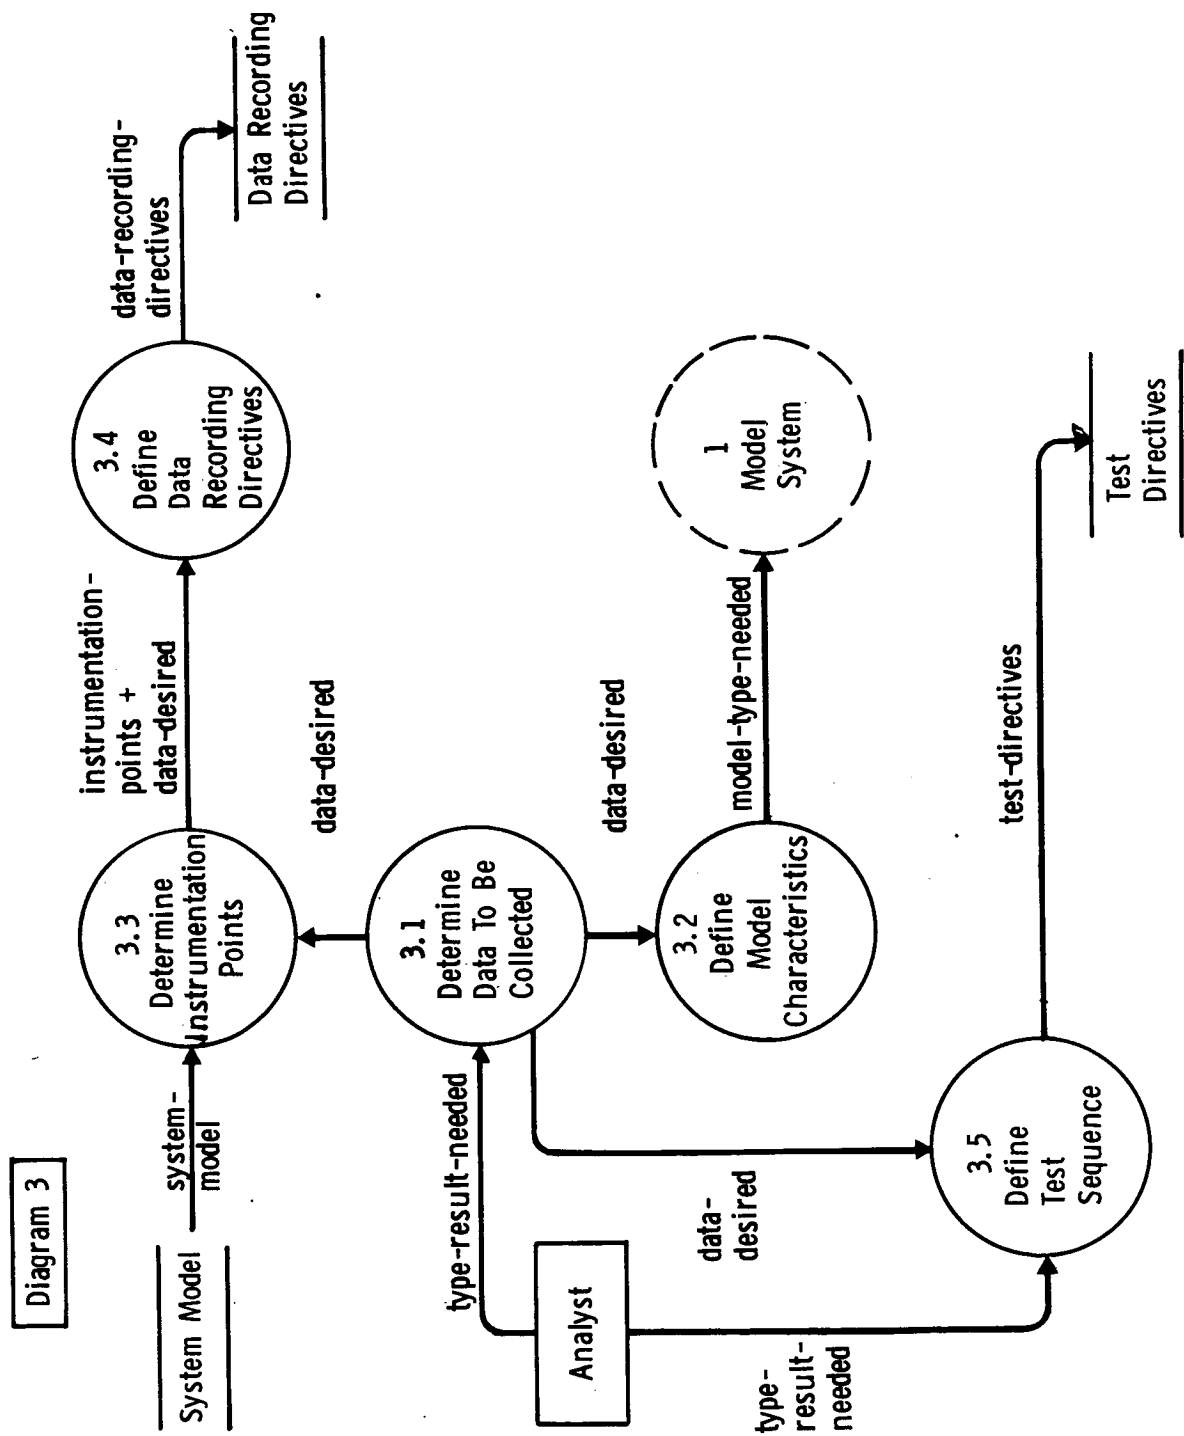 Diagram 3
System Model
system-
model
3.3
Determine
Instrumentation
Points
instrumentation-
points +
data-desired
3.4
Define
Data
Recording
Directives
data-recording-
directives
Data Recording
Directives
data-desired
type-result-needed
3.1
Determine
Data To Be
Collected
data-desired
Analyst
data-
desired
3.2
Define
Model
Characteristics
model-type-needed
1
Model
System
type-
result-
needed
3.5
Define
Test
Sequence
test-directives
Test
Directives